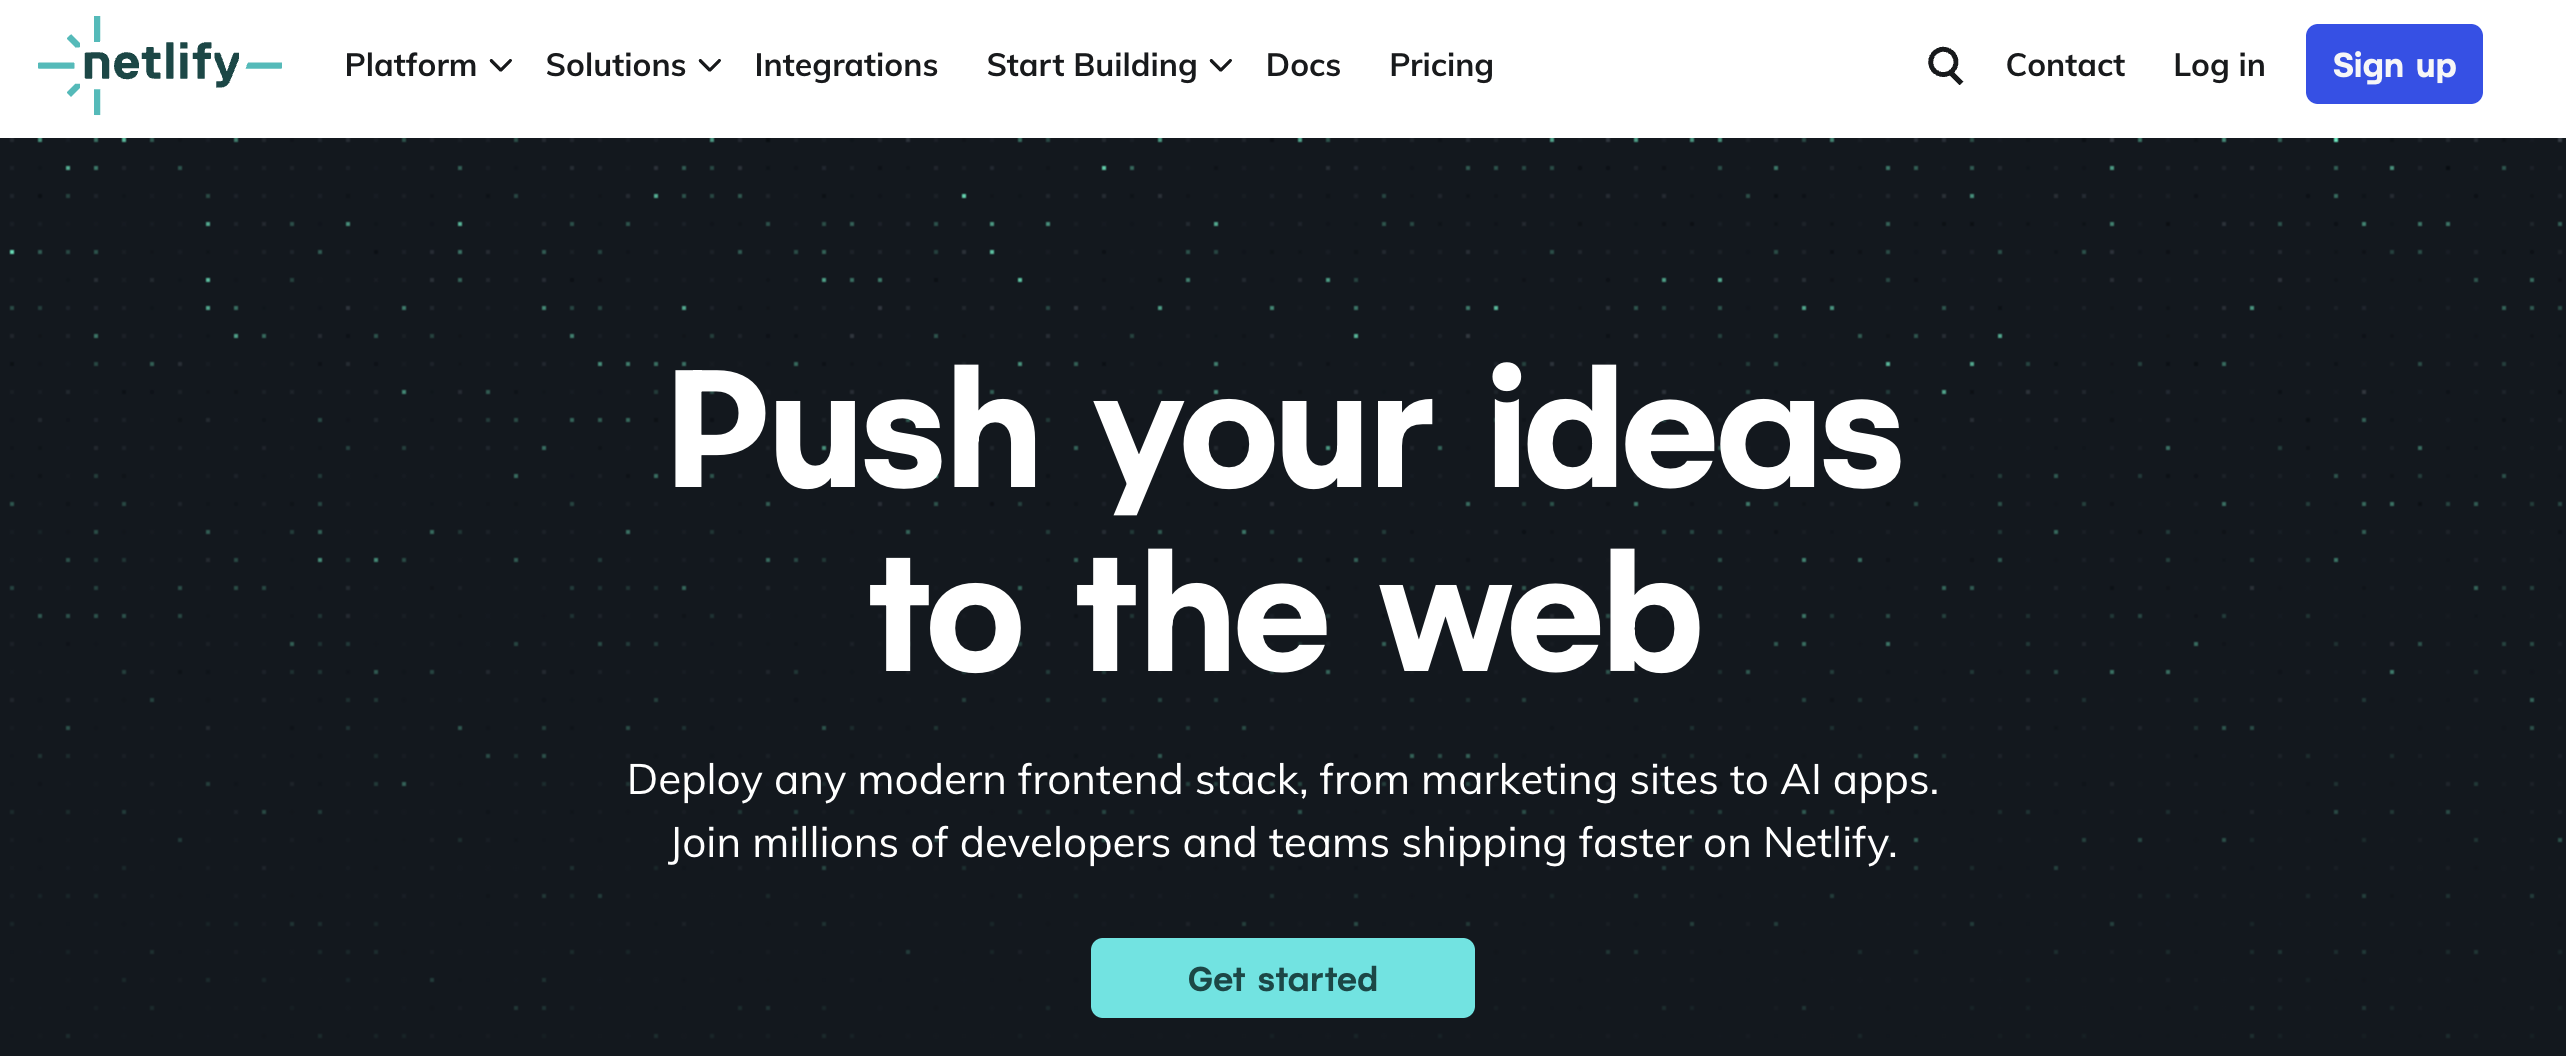 netlify Platform Solutions Integrations Start Building Docs Pricing Contact Log in Sign up
Push your ideas
to the web
Deploy any modern frontend stack, from marketing sites to AI apps.
Join millions of developers and teams shipping faster on Netlify.
Get started